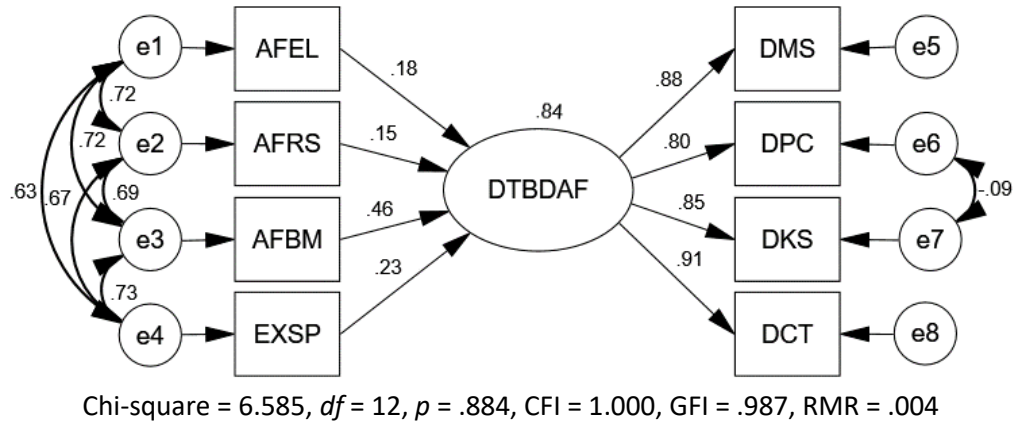 e1 AFEL DMS e5
.18 .88
.72 .84
e2 AFRS DPC e6
.72 .15 .80
.63 .67 .69 DTBDAF -.09
.46 .85
e3 AFBM DKS e7
.23 .91
.73
e4 EXSP DCT e8
Chi-square = 6.585, df = 12, p = .884, CFI = 1.000, GFI = .987, RMR = .004